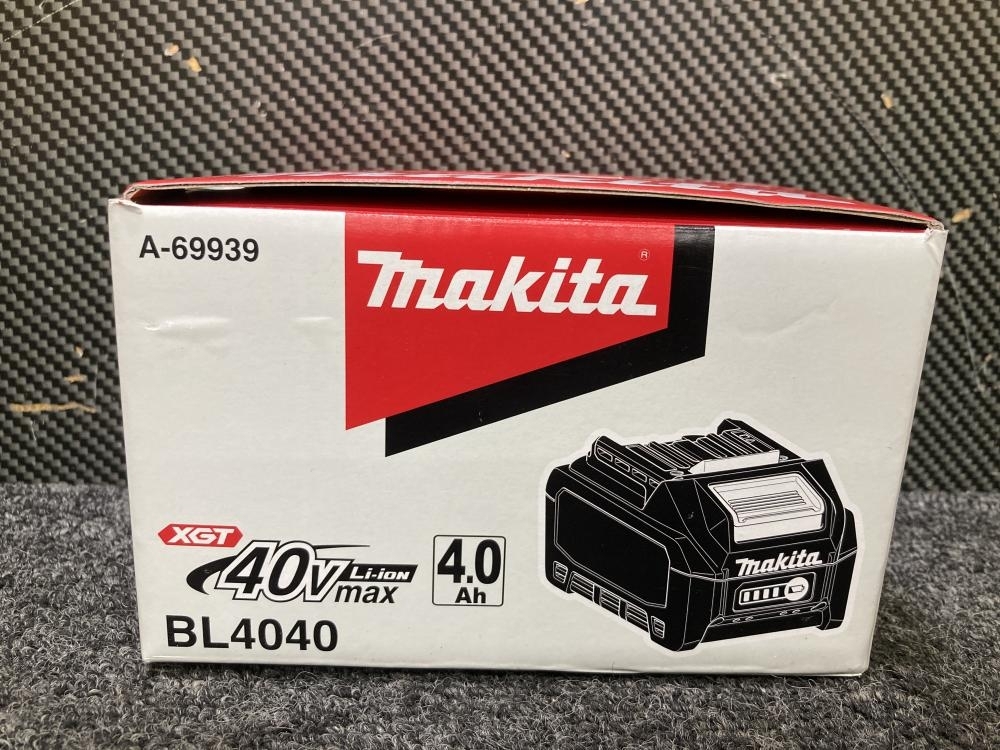 A-69939
makita®
XGT
40Vmax Li-ion
4.0
Ah
BL4040
makita